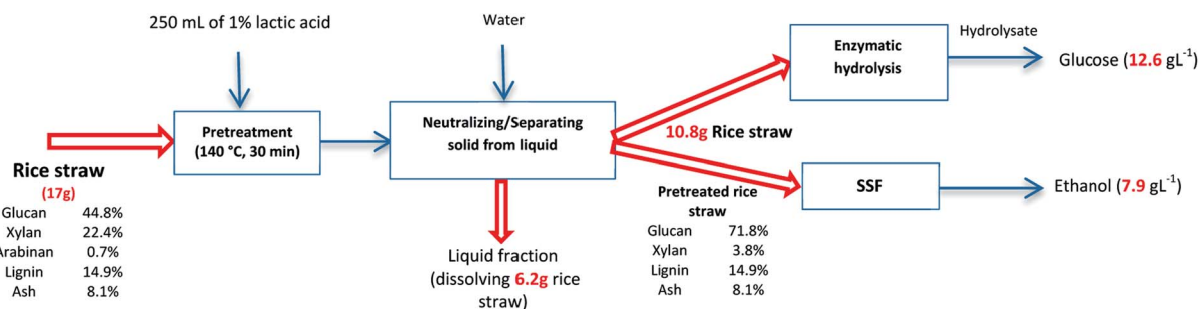 250 mL of 1% lactic acid
Water
Pretreatment
(140 °C, 30 min)
Neutralizing/Separating
solid from liquid
Enzymatic
hydrolysis
Hydrolysate
Glucose (12.6 gL⁻¹)
10.8g Rice straw
SSF
Ethanol (7.9 gL⁻¹)
Rice straw
(17g)
Glucan 44.8%
Xylan 22.4%
Arabinan 0.7%
Lignin 14.9%
Ash 8.1%
Liquid fraction
(dissolving 6.2g rice
straw)
Pretreated rice
straw
Glucan 71.8%
Xylan 3.8%
Lignin 14.9%
Ash 8.1%